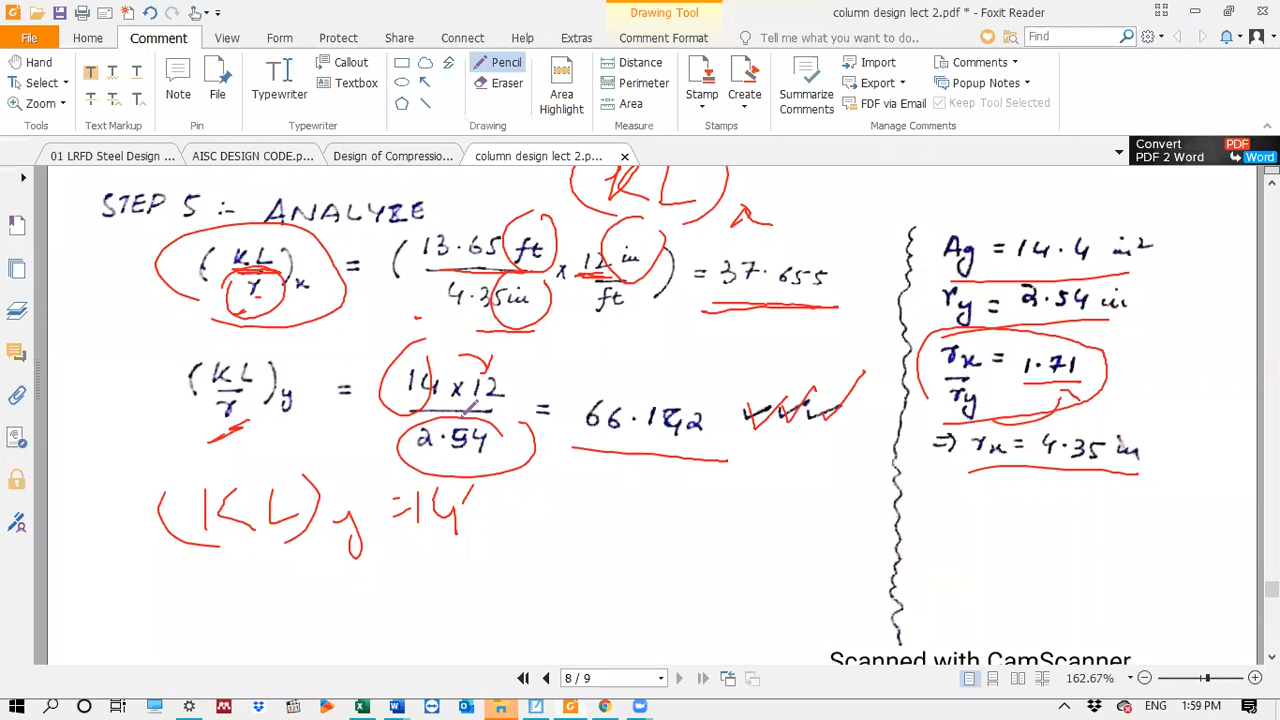 Drawing Tool
column design lect 2.pdf * - Foxit Reader
File Home Comment View Form Protect Share Connect Extras Comment Format Tell me what you want to do... Find
Hand
Select
Zoom
Tools
T T T
T T T
Text Markup
Note
File
Pin
Typewriter
Callout
Textbox
Typewriter
Pencil
Eraser
Drawing
Area Highlight
Distance
Perimeter
Area
Measure
Stamp
Create
Stamps
Summarize Comments
Import
Export
FDF via Email
Comments
Popup Notes
Keep Tool Selected
Manage Comments
01 LRFD Steel Design ...
AISC DESIGN CODE.p...
Design of Compressio...
column design lect 2.p...
Convert PDF
PDF 2 Word Word
(KL)x
STEP 5 :- ANALYZE
(KL/r)x = (13.65 ft / 4.35 in x 12 in / ft) = 37.655
(KL/r)y = 14 x 12 / 2.54 = 66.142
(KL)y = 14'
Ag = 14.4 in2
ry = 2.54 in
rx/ry = 1.71
⇒ rx = 4.35 in
Scanned with CamScanner
8 / 9
162.67%
ENG 1:59 PM